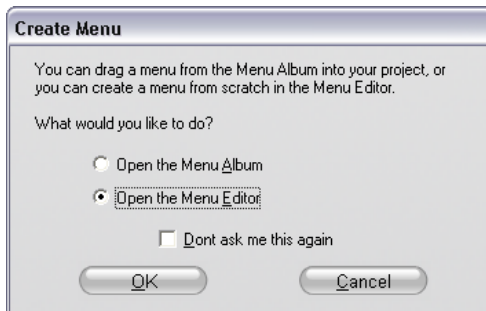 Create Menu
You can drag a menu from the Menu Album into your project, or
you can create a menu from scratch in the Menu Editor.
What would you like to do?
Open the Menu Album
Open the Menu Editor
Dont ask me this again
OK
Cancel